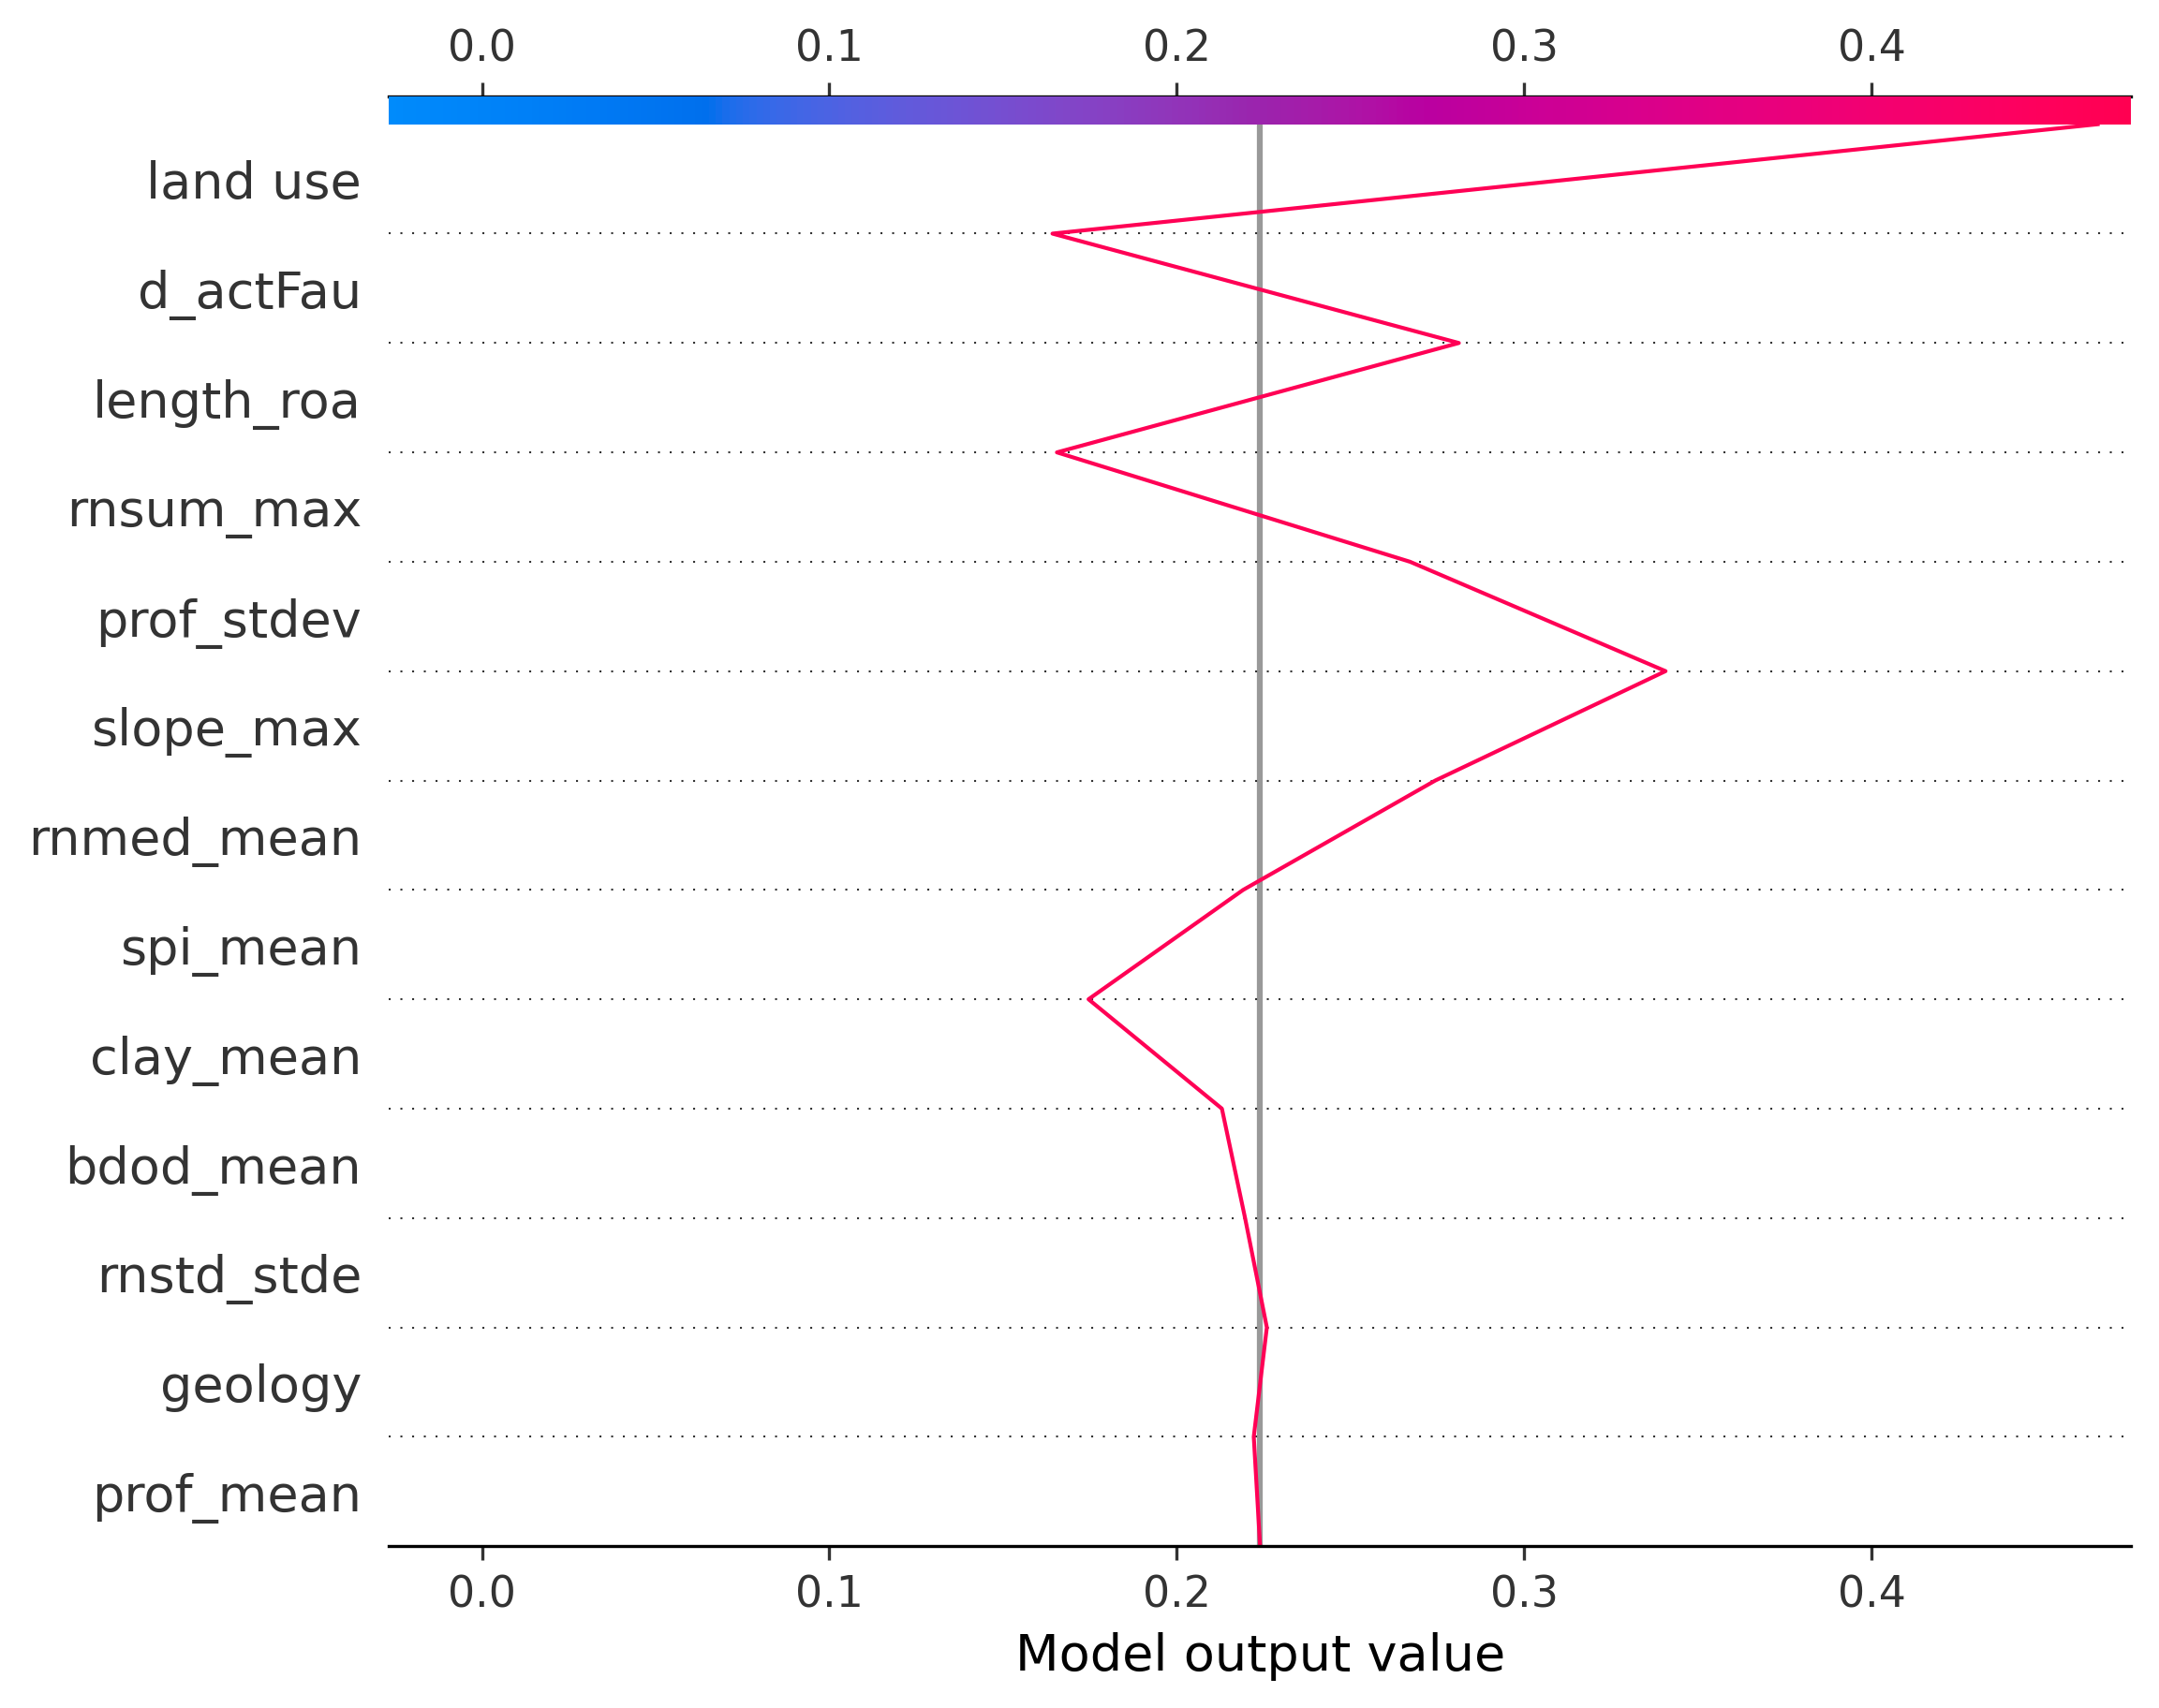 0.0 0.1 0.2 0.3 0.4
land use
d_actFau
length_roa
rnsum_max
prof_stdev
slope_max
rnmed_mean
spi_mean
clay_mean
bdod_mean
rnstd_stde
geology
prof_mean
0.0 0.1 0.2 0.3 0.4
Model output value